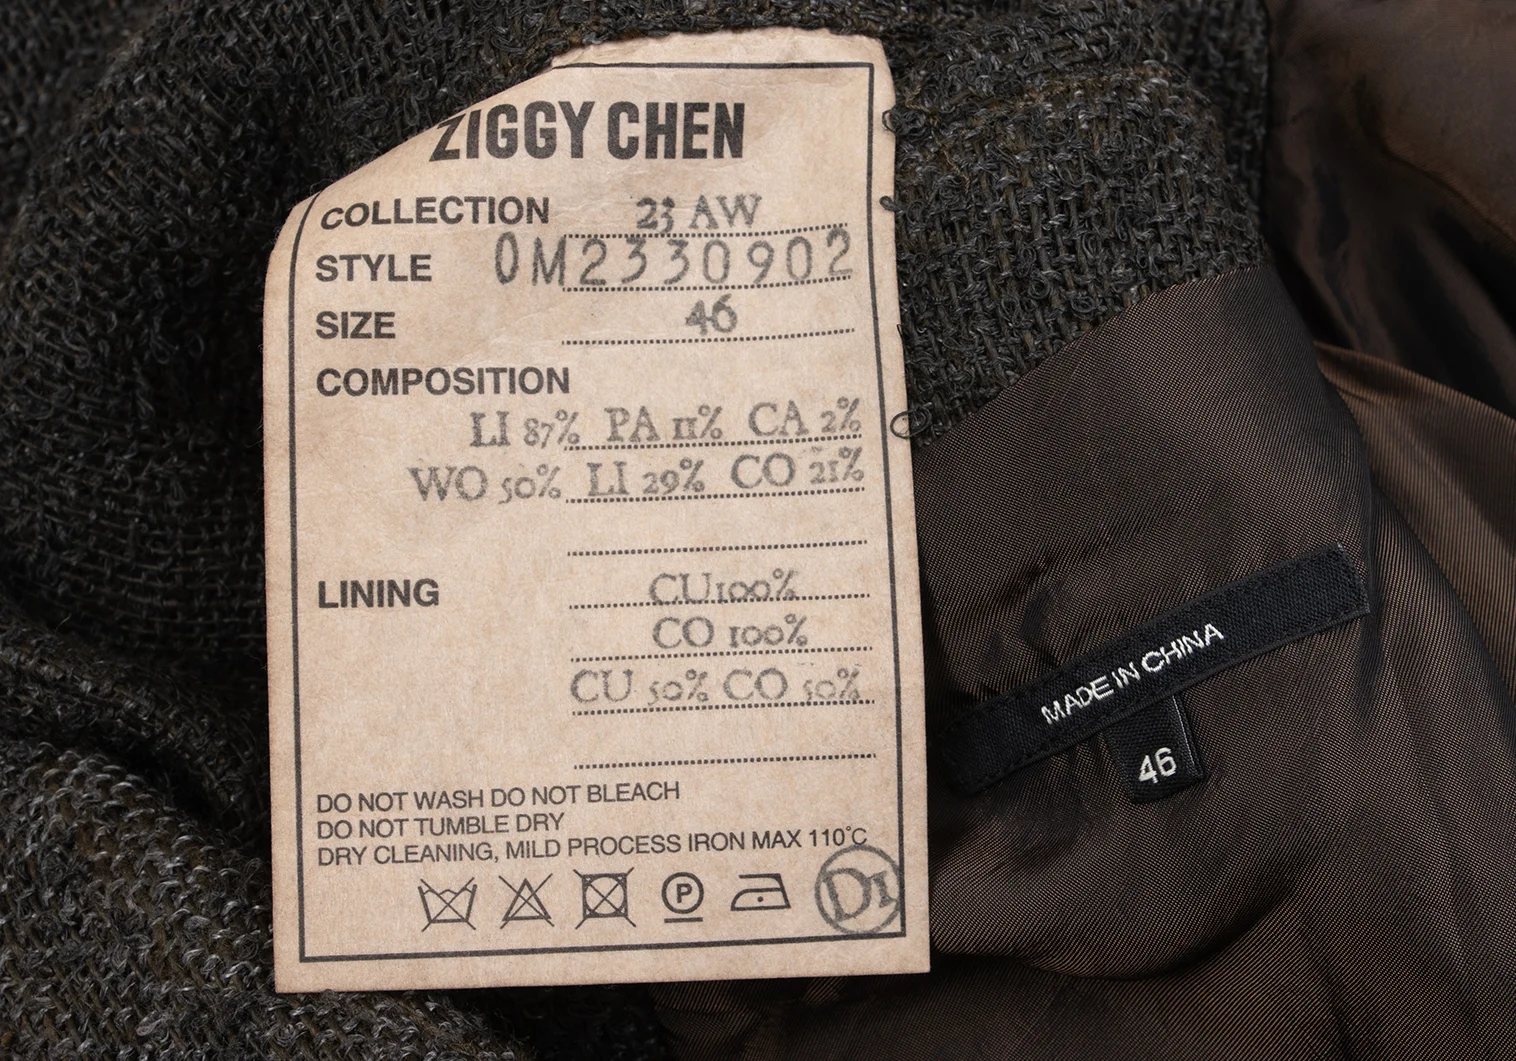 ZIGGY CHEN
COLLECTION 23 AW
STYLE 0M2330902
SIZE 46
COMPOSITION
LI 87% PA 11% CA 2%
WO 50% LI 29% CO 21%
LINING CU100%
CO 100%
CU 50% CO 50%
DO NOT WASH DO NOT BLEACH
DO NOT TUMBLE DRY
DRY CLEANING, MILD PROCESS IRON MAX 110°C
P
D1
MADE IN CHINA
46